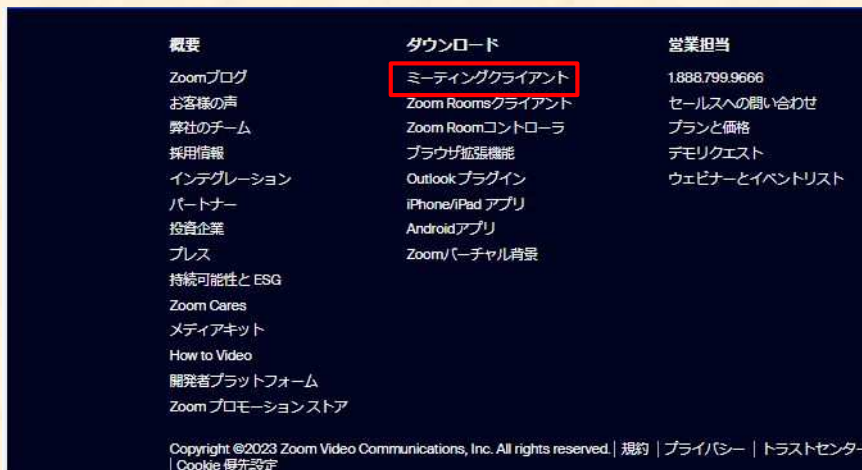 概要
Zoomブログ
お客様の声
弊社のチーム
採用情報
インテグレーション
パートナー
投資企業
プレス
持続可能性と ESG
Zoom Cares
メディアキット
How to Video
開発者プラットフォーム
Zoom プロモーションストア
ダウンロード
ミーティングクライアント
Zoom Roomsクライアント
Zoom Roomコントローラ
ブラウザ拡張機能
Outlook プラグイン
iPhone/iPad アプリ
Androidアプリ
Zoomバーチャル背景
営業担当
1.888.799.9666
セールスへの問い合わせ
プランと価格
デモリクエスト
ウェビナーとイベントリスト
Copyright ©2023 Zoom Video Communications, Inc. All rights reserved. | 規約 | プライバシー | トラストセンター
| Cookie 優先設定